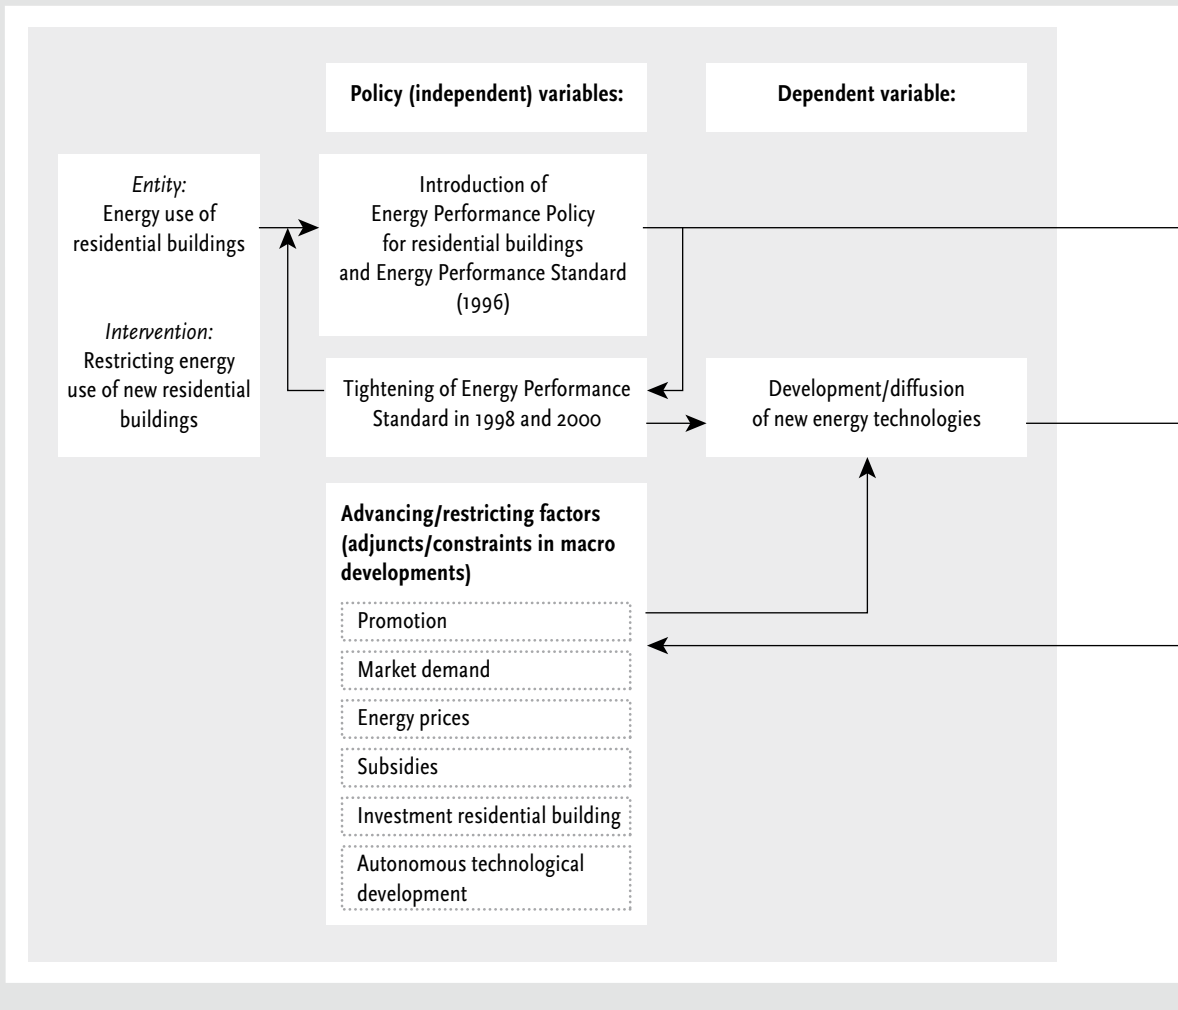 Policy (independent) variables:
Dependent variable:
Entity:
Energy use of
residential buildings
Intervention:
Restricting energy
use of new residential
buildings
Introduction of
Energy Performance Policy
for residential buildings
and Energy Performance Standard
(1996)
Tightening of Energy Performance
Standard in 1998 and 2000
Development/diffusion
of new energy technologies
Advancing/restricting factors
(adjuncts/constraints in macro
developments)
Promotion
Market demand
Energy prices
Subsidies
Investment residential building
Autonomous technological
development